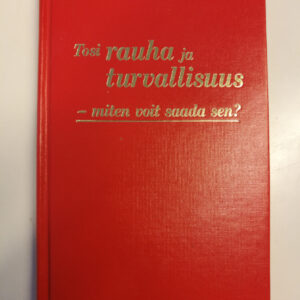 Tosi rauha ja
turvallisuus
– miten voit saada sen?